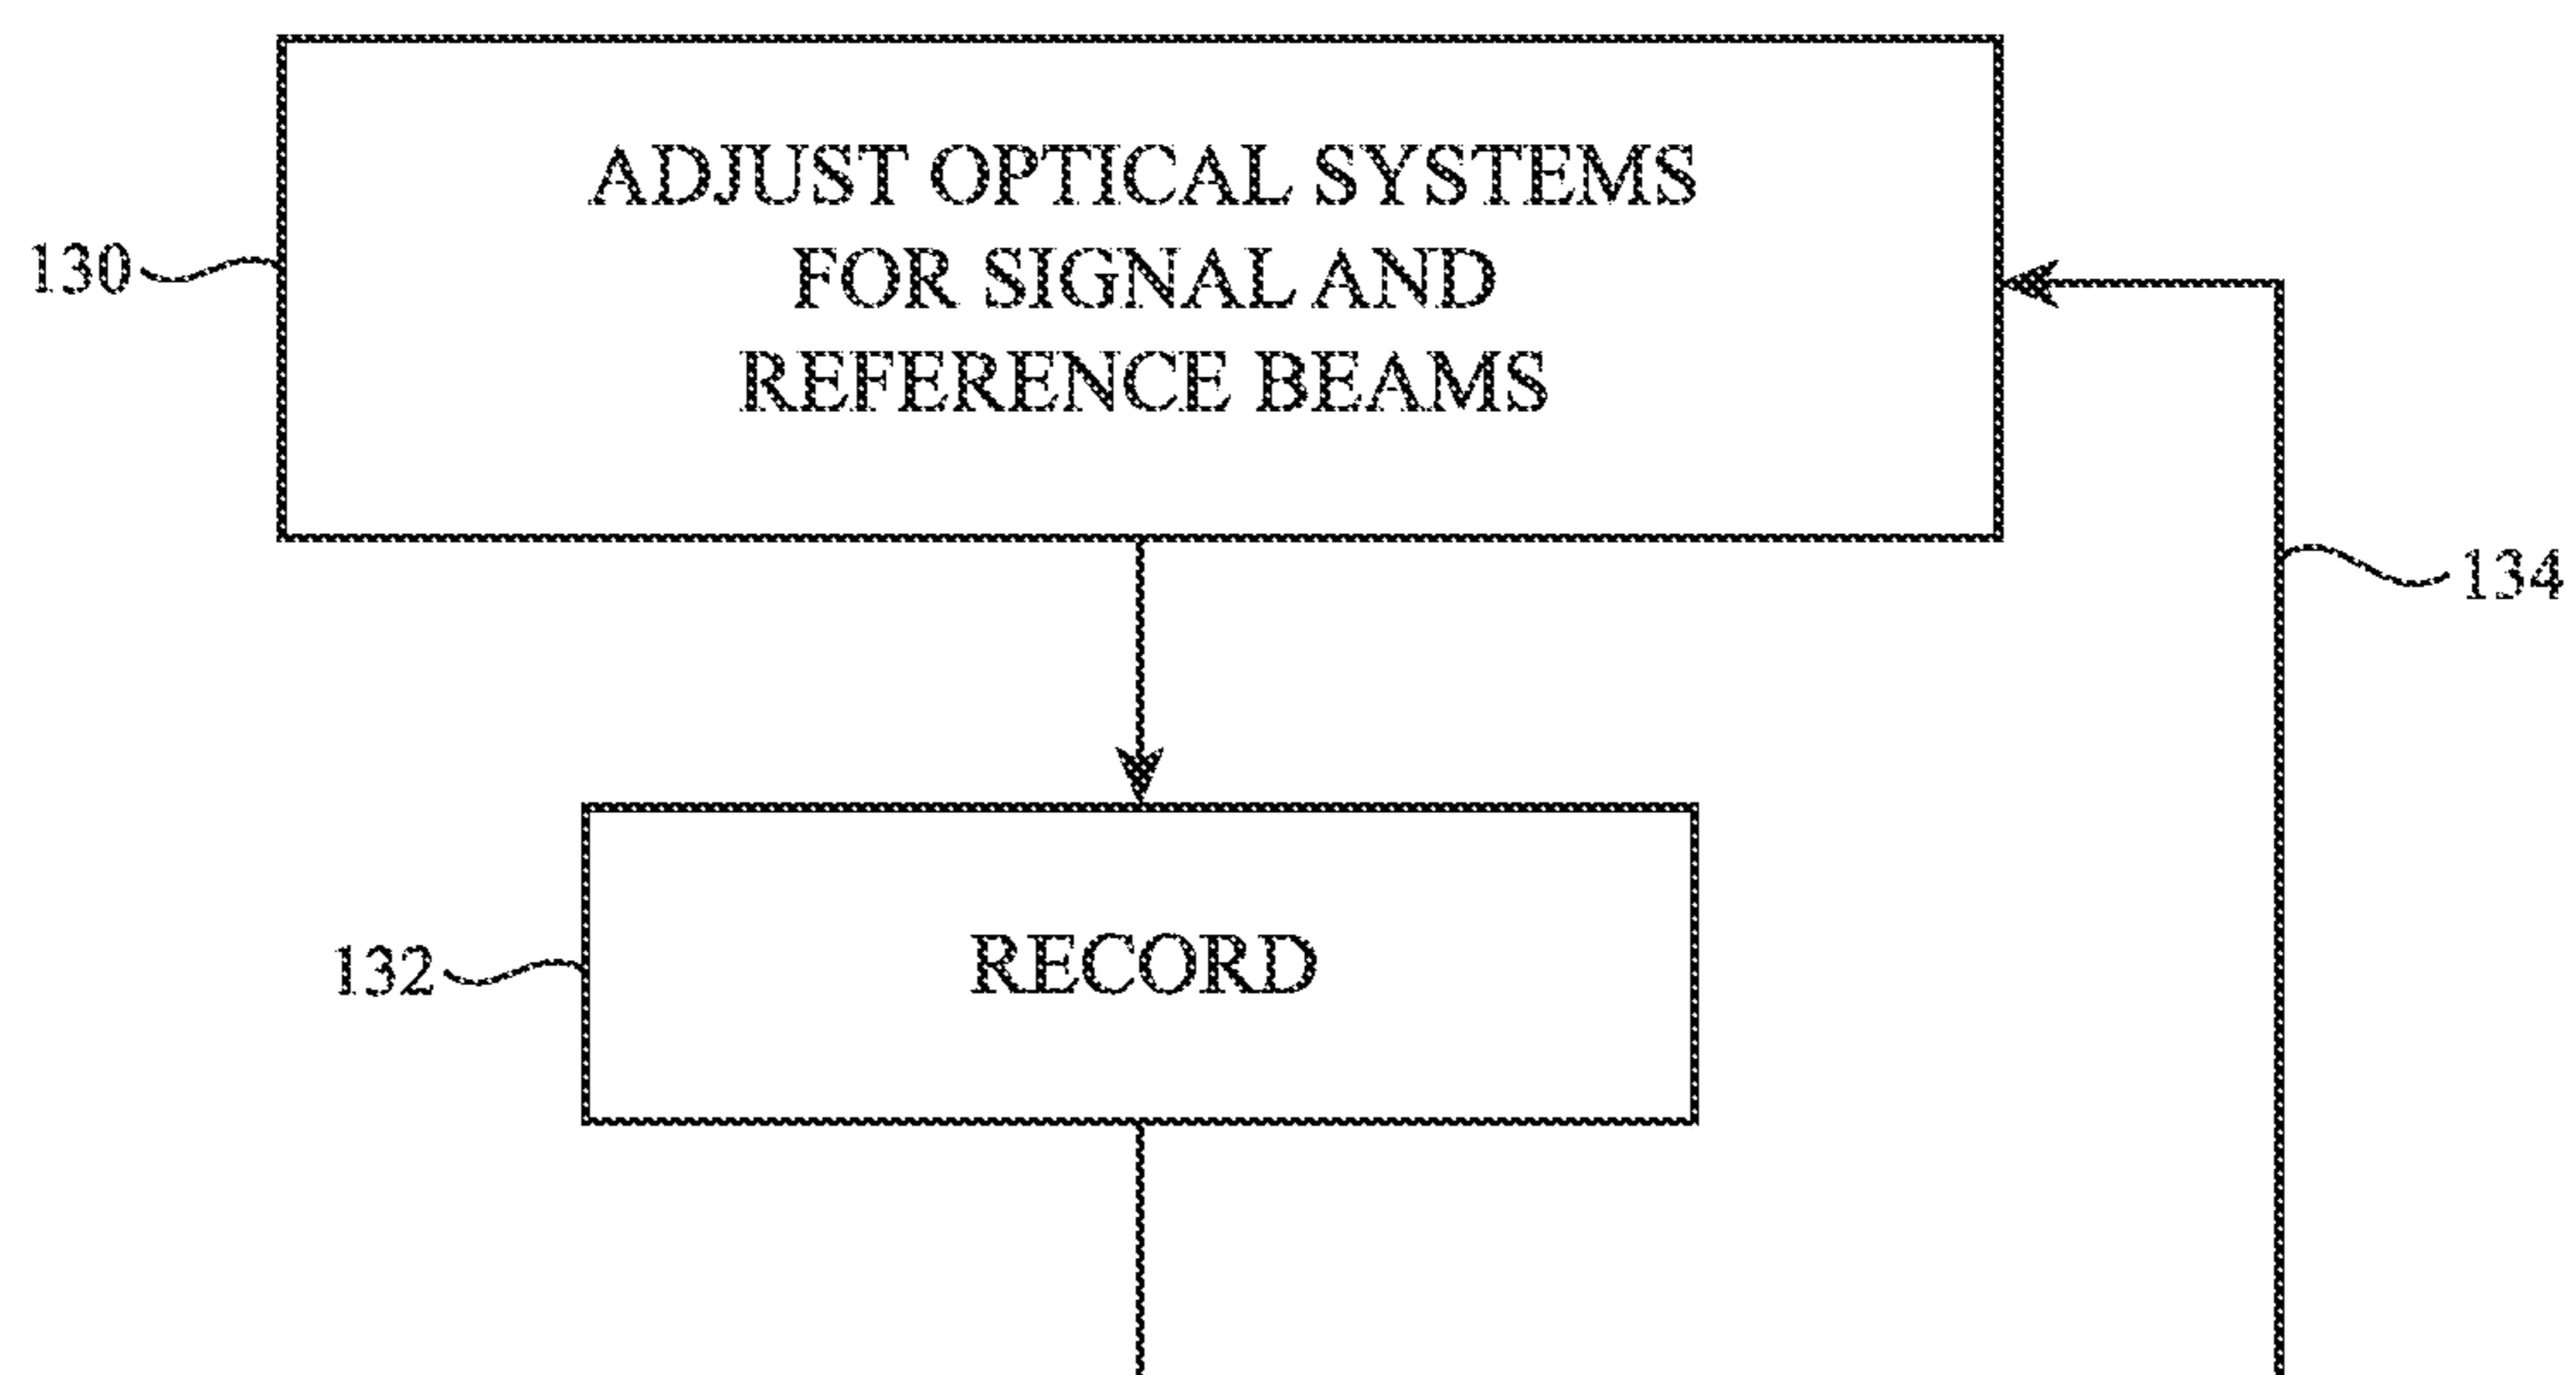 ADJUST OPTICAL SYSTEMS
FOR SIGNAL AND
REFERENCE BEAMS
130
134
RECORD
132